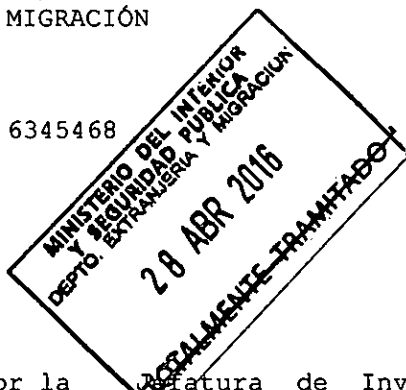 MIGRACIÓN
6345468
MINISTERIO DEL INTERIOR
Y SEGURIDAD PUBLICA
DEPTO. EXTRANJERIA Y MIGRACION
28 ABR 2016
TOTALMENTE TRAMITADO
or la Jefatura de Inv